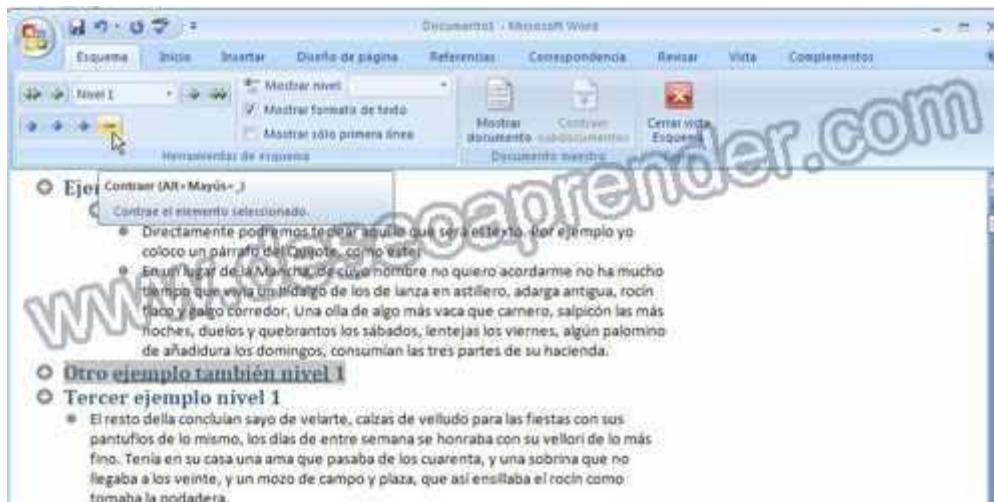 Documento1 - Microsoft Word
Esquema Inicio Insertar Diseño de página Referencias Correspondencia Revisar Vista Complementos
Nivel 1
Mostrar nivel:
Mostrar formato de texto
Mostrar sólo primera línea
Mostrar documento
Contraer subdocumentos
Cerrar vista Esquema
Herramientas de esquema
Documento maestro
Contraer (Alt+Mayús+_)
Contrae el elemento seleccionado.
Directamente podremos teclear aquello que será el texto. Por ejemplo yo
coloco un párrafo del Quijote, como este:
En un lugar de la Mancha, de cuyo nombre no quiero acordarme no ha mucho
tiempo que vivía un hidalgo de los de lanza en astillero, adarga antigua, rocín
flaco y galgo corredor. Una olla de algo más vaca que carnero, salpicón las más
noches, duelos y quebrantos los sábados, lentejas los viernes, algún palomino
de añadidura los domingos, consumían las tres partes de su hacienda.
Otro ejemplo también nivel 1
Tercer ejemplo nivel 1
El resto della concluían sayo de velarte, calzas de velludo para las fiestas con sus
pantuflos de lo mismo, los días de entre semana se honraba con su vellori de lo más
fino. Tenía en su casa una ama que pasaba de los cuarenta, y una sobrina que no
llegaba a los veinte, y un mozo de campo y plaza, que así ensillaba el rocín como
tomaba la podadera.
www.deseoaprender.com